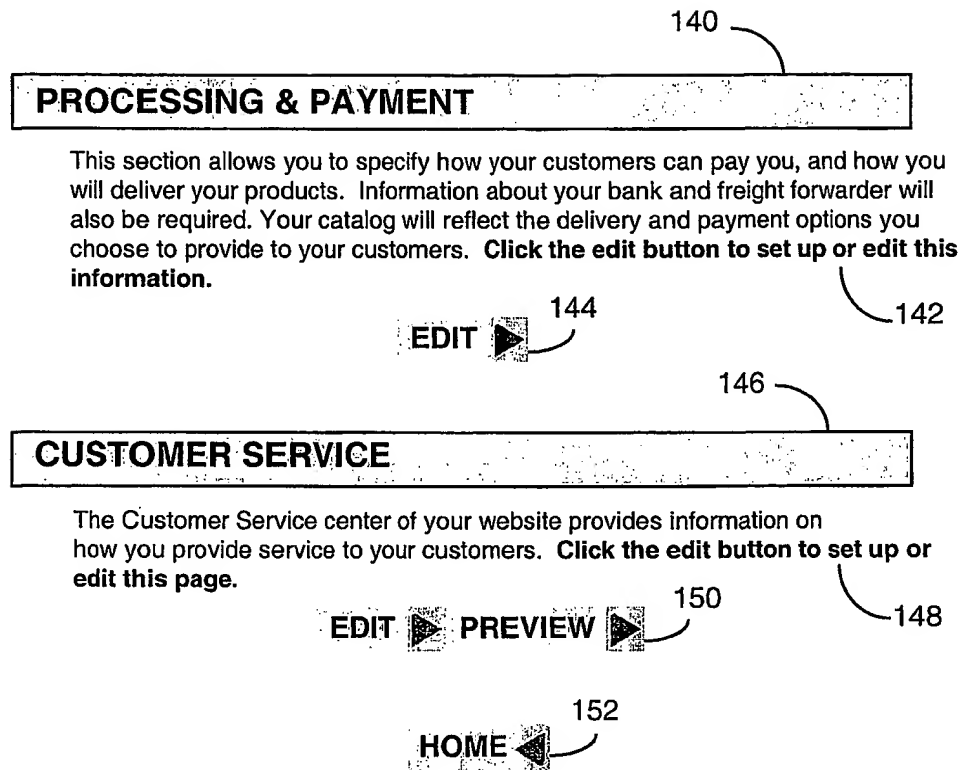 140
PROCESSING & PAYMENT
This section allows you to specify how your customers can pay you, and how you
will deliver your products. Information about your bank and freight forwarder will
also be required. Your catalog will reflect the delivery and payment options you
choose to provide to your customers. Click the edit button to set up or edit this
information.
142
144
EDIT
146
CUSTOMER SERVICE
The Customer Service center of your website provides information on
how you provide service to your customers. Click the edit button to set up or
edit this page.
148
150
EDIT PREVIEW
152
HOME